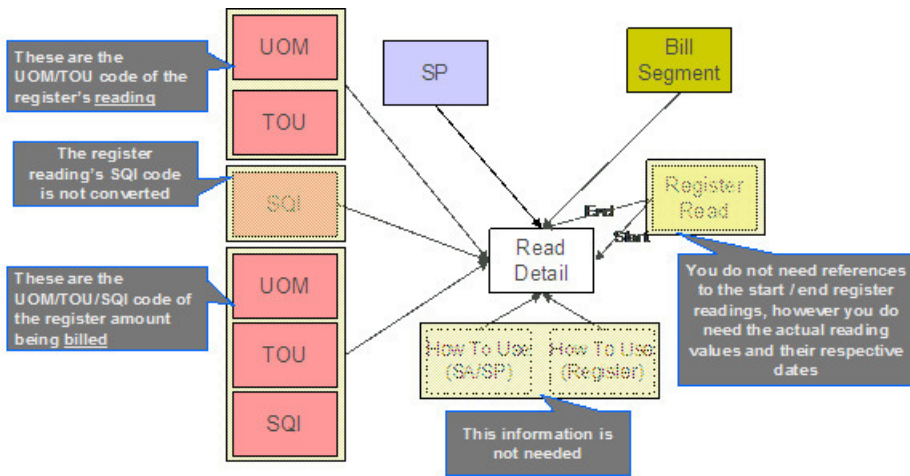 These are the
UOM/TOU code of the
register's reading
UOM
TOU
SP
Bill
Segment
The register
reading's SQI code
is not converted
SQI
Register
Read
End
Start
Read
Detail
These are the
UOM/TOU/SQI code of
the register amount
being billed
UOM
TOU
SQI
You do not need references
to the start / end register
readings, however you do
need the actual reading
values and their respective
dates
How To Use
(SA/SP)
How To Use
(Register)
This information is
not needed